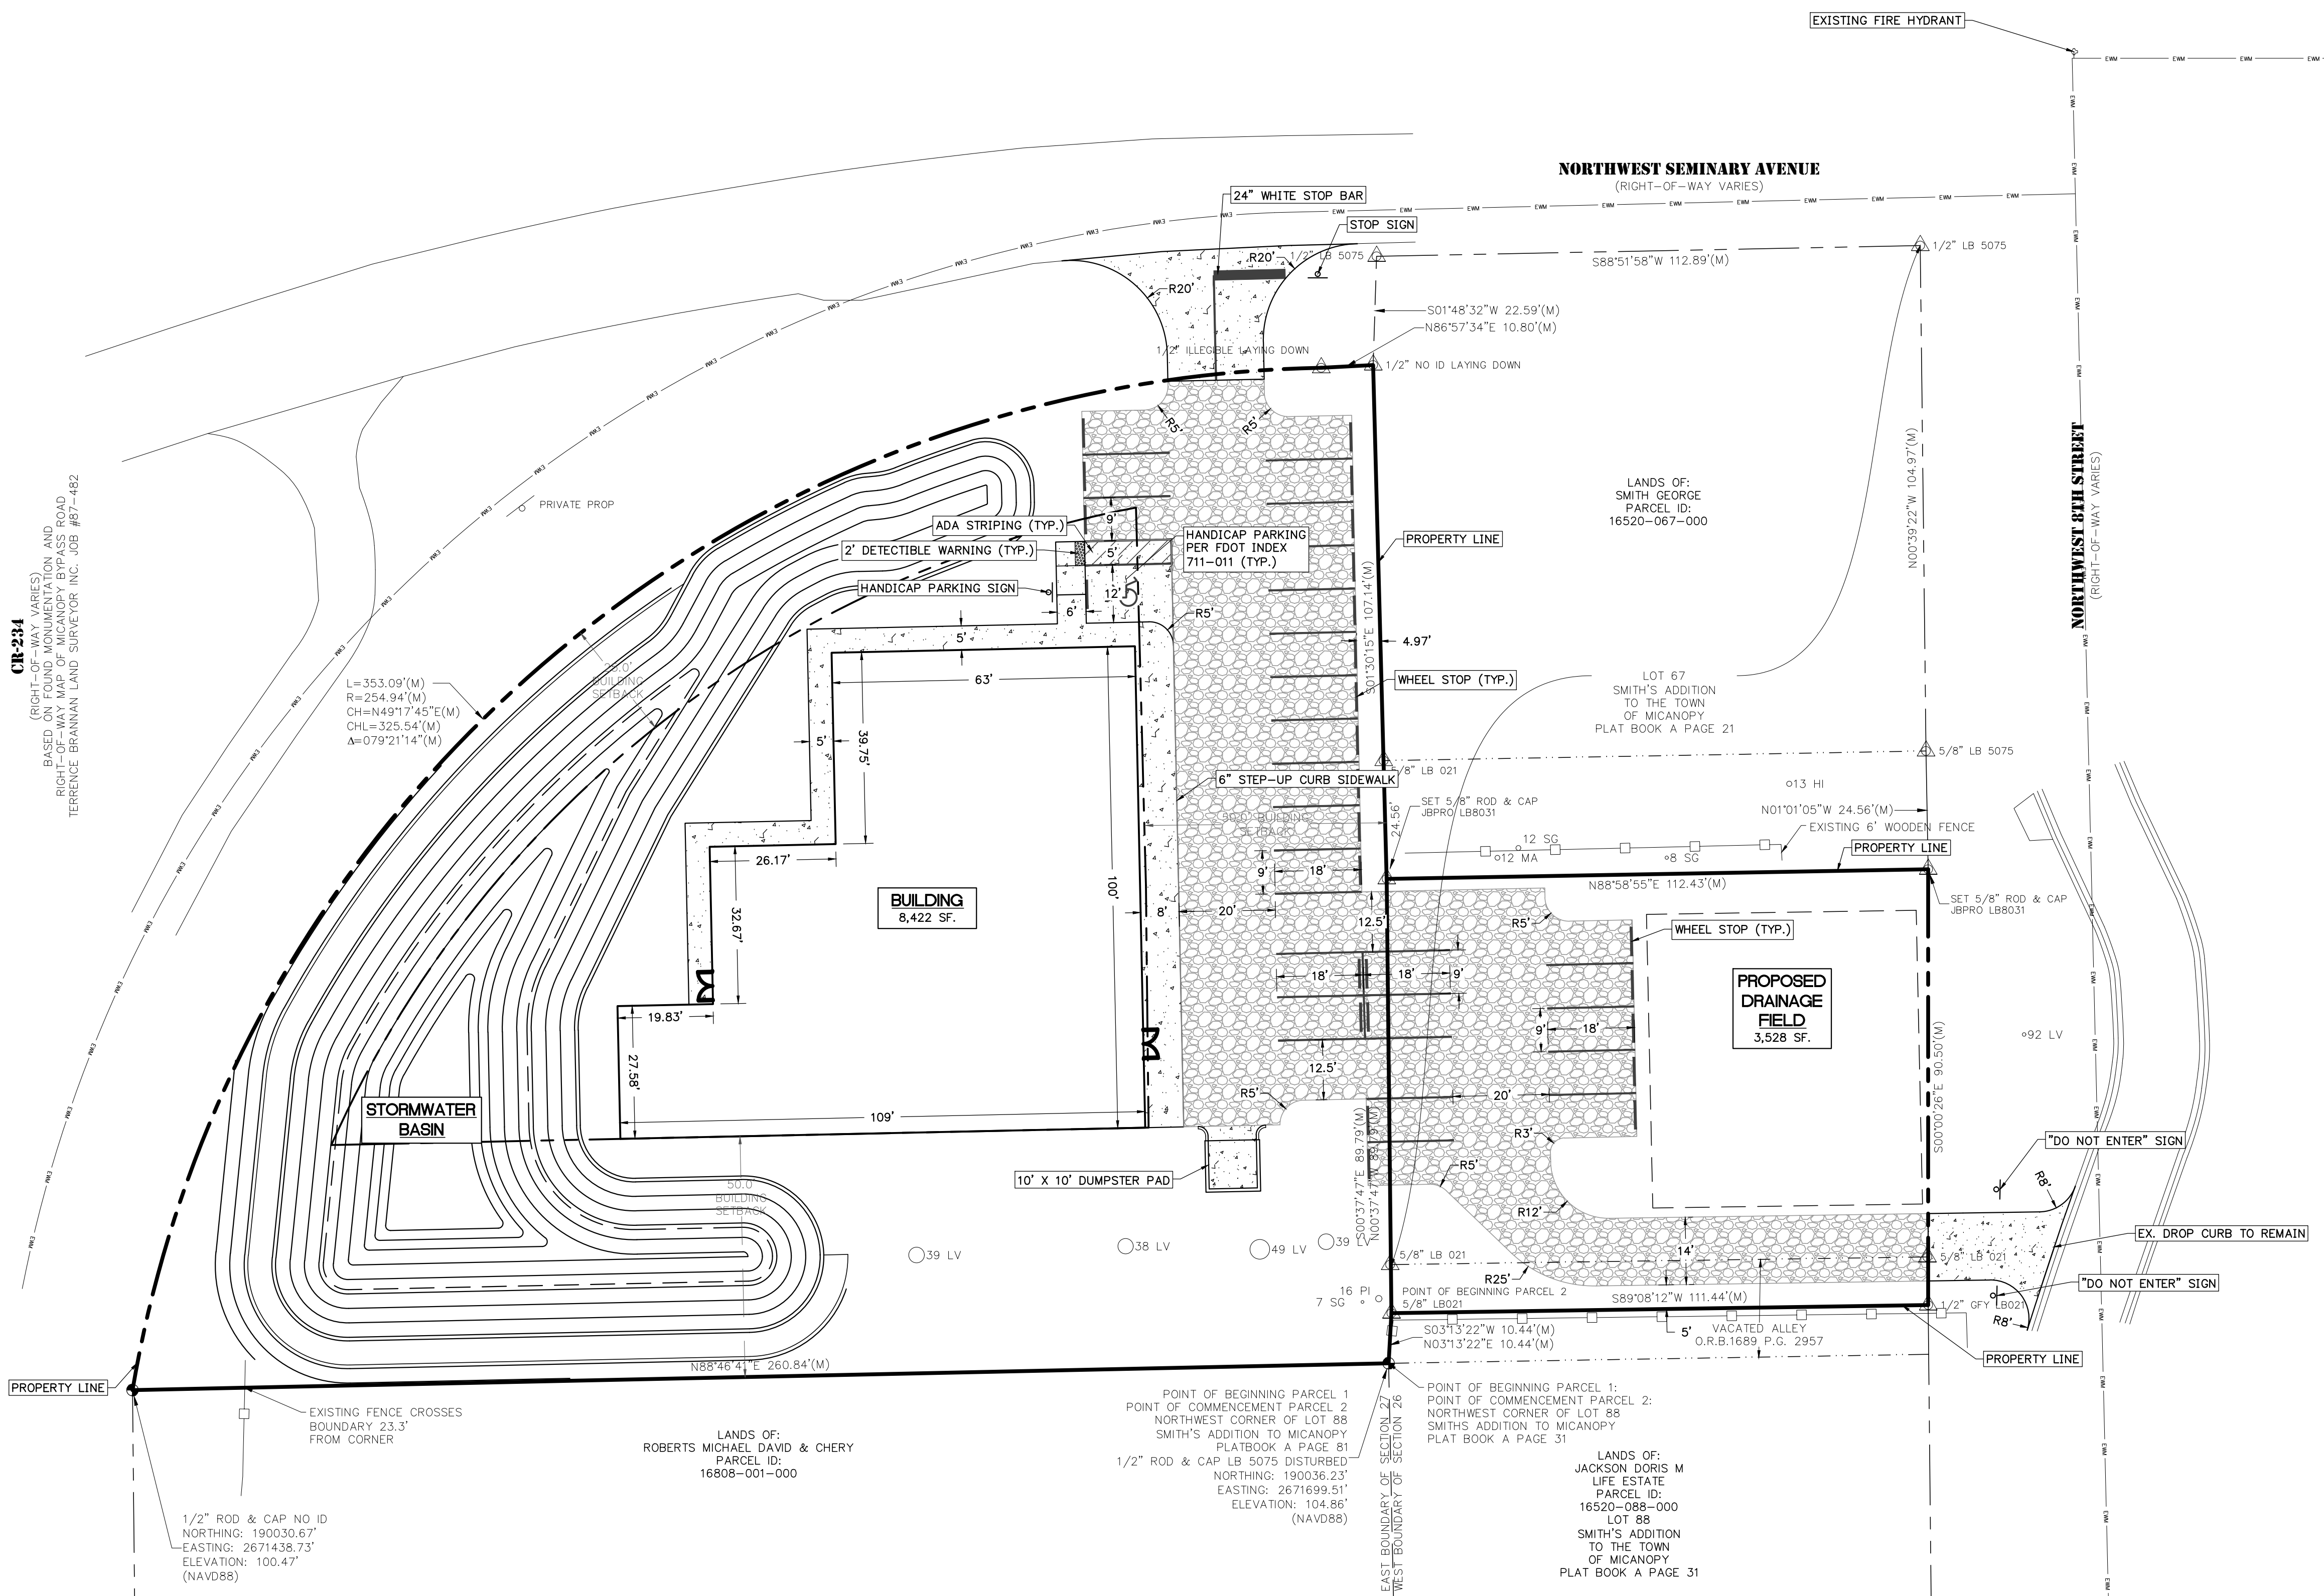 EXISTING FIRE HYDRANT
NORTHWEST SEMINARY AVENUE
(RIGHT-OF-WAY VARIES)
24" WHITE STOP BAR
STOP SIGN
R20'
R20'
1/2" LB 5075
S88°51'58"W 112.89'(M)
1/2" LB 5075
S01°48'32"W 22.59'(M)
N86°57'34"E 10.80'(M)
1/2" ILLEGIBLE LAYING DOWN
1/2" NO ID LAYING DOWN
R5'
R5'
CR-234
(RIGHT-OF-WAY VARIES)
BASED ON FOUND MONUMENTATION AND
RIGHT-OF-WAY MAP OF MICANOPY BYPASS ROAD
TERRENCE BRANNAN LAND SURVEYOR INC. JOB #87-482
PRIVATE PROP
ADA STRIPING (TYP.)
2' DETECTIBLE WARNING (TYP.)
HANDICAP PARKING SIGN
HANDICAP PARKING
PER FDOT INDEX
711-011 (TYP.)
9'
5'
12'
6'
R5'
LANDS OF:
SMITH GEORGE
PARCEL ID:
16520-067-000
PROPERTY LINE
S01°30'15"E 107.14'(M)
4.97'
WHEEL STOP (TYP.)
N00°39'22"W 104.97'(M)
NORTHWEST 8TH STREET
(RIGHT-OF-WAY VARIES)
25.0'
BUILDING
SETBACK
L=353.09'(M)
R=254.94'(M)
CH=N49°17'45"E(M)
CHL=325.54'(M)
Δ=079°21'14"(M)
5'
63'
5'
39.75'
LOT 67
SMITH'S ADDITION
TO THE TOWN
OF MICANOPY
PLAT BOOK A PAGE 21
5/8" LB 5075
5/8" LB 021
6" STEP-UP CURB SIDEWALK
SET 5/8" ROD & CAP
JBPRO LB8031
24.56'
50.0' BUILDING
SETBACK
13 HI
N01°01'05"W 24.56'(M)
EXISTING 6' WOODEN FENCE
12 SG
12 MA
8 SG
PROPERTY LINE
N88°58'55"E 112.43'(M)
SET 5/8" ROD & CAP
JBPRO LB8031
26.17'
32.67'
BUILDING
8,422 SF.
100'
8'
20'
9'
18'
12.5'
R5'
WHEEL STOP (TYP.)
18'
18'
9'
PROPOSED
DRAINAGE
FIELD
3,528 SF.
9'
18'
92 LV
S00°00'26"E 90.50'(M)
19.83'
27.58'
109'
12.5'
R5'
20'
STORMWATER
BASIN
S00°37'47"E 89.79'(M)
N00°37'47"W 89.79'(M)
R3'
R5'
R12'
10' X 10' DUMPSTER PAD
50.0
BUILDING
SETBACK
"DO NOT ENTER" SIGN
R8'
EX. DROP CURB TO REMAIN
39 LV
38 LV
49 LV
39 LV
5/8" LB 021
14'
5/8" LB 021
R25'
"DO NOT ENTER" SIGN
16 PI
7 SG
POINT OF BEGINNING PARCEL 2
5/8" LB021
S89°08'12"W 111.44'(M)
1/2" GFY LB021
R8'
S03°13'22"W 10.44'(M)
N03°13'22"E 10.44'(M)
5'
VACATED ALLEY
O.R.B.1689 P.G. 2957
PROPERTY LINE
N88°46'41"E 260.84'(M)
PROPERTY LINE
EXISTING FENCE CROSSES
BOUNDARY 23.3'
FROM CORNER
LANDS OF:
ROBERTS MICHAEL DAVID & CHERY
PARCEL ID:
16808-001-000
POINT OF BEGINNING PARCEL 1
POINT OF COMMENCEMENT PARCEL 2
NORTHWEST CORNER OF LOT 88
SMITH'S ADDITION TO MICANOPY
PLATBOOK A PAGE 81
1/2" ROD & CAP LB 5075 DISTURBED
NORTHING: 190036.23'
EASTING: 2671699.51'
ELEVATION: 104.86'
(NAVD88)
EAST BOUNDARY OF SECTION 27
WEST BOUNDARY OF SECTION 26
POINT OF BEGINNING PARCEL 1:
POINT OF COMMENCEMENT PARCEL 2:
NORTHWEST CORNER OF LOT 88
SMITHS ADDITION TO MICANOPY
PLAT BOOK A PAGE 31
LANDS OF:
JACKSON DORIS M
LIFE ESTATE
PARCEL ID:
16520-088-000
LOT 88
SMITH'S ADDITION
TO THE TOWN
OF MICANOPY
PLAT BOOK A PAGE 31
1/2" ROD & CAP NO ID
NORTHING: 190030.67'
EASTING: 2671438.73'
ELEVATION: 100.47'
(NAVD88)
EWM